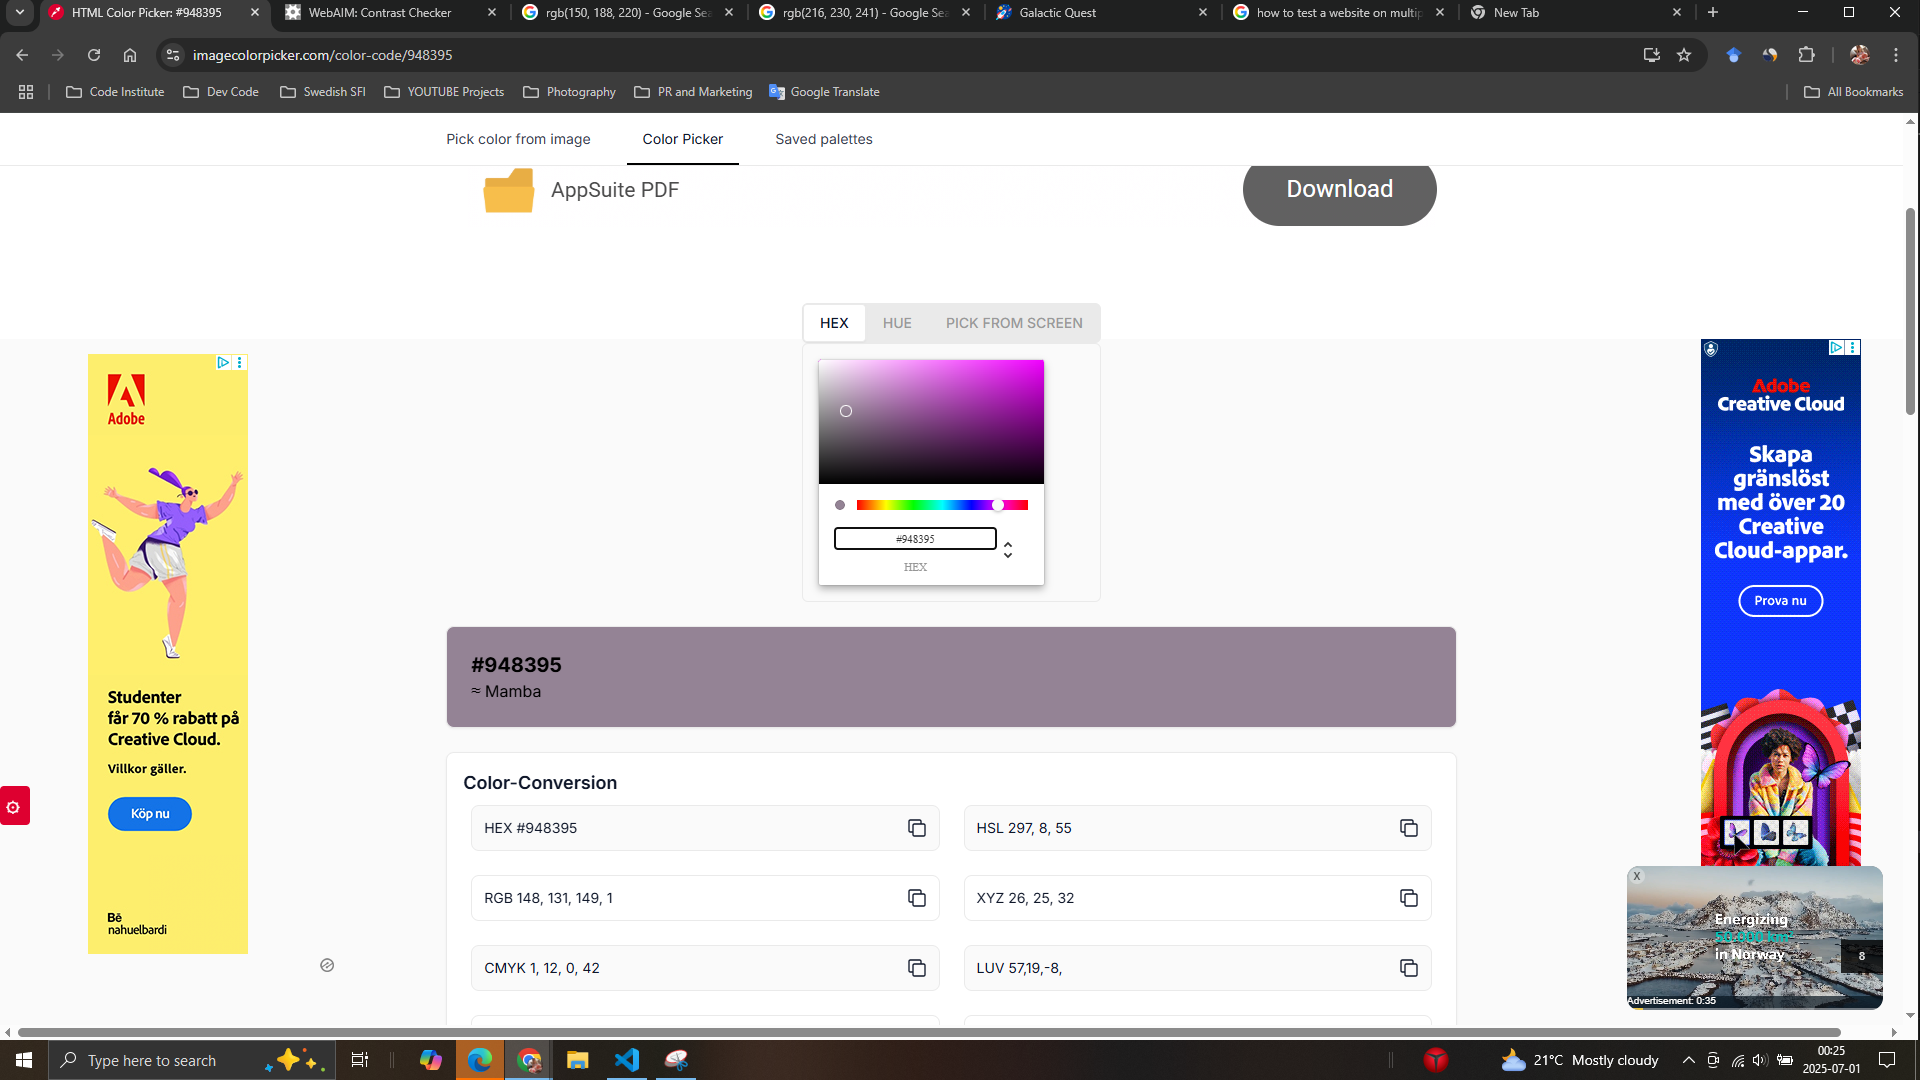 HTML Color Picker: #948395
WebAIM: Contrast Checker
rgb(150, 188, 220) - Google Sea
rgb(216, 230, 241) - Google Sea
Galactic Quest
how to test a website on multip
New Tab
imagecolorpicker.com/color-code/948395
Code Institute
Dev Code
Swedish SFI
YOUTUBE Projects
Photography
PR and Marketing
Google Translate
All Bookmarks
Pick color from image
Color Picker
Saved palettes
AppSuite PDF
Download
HEX
HUE
PICK FROM SCREEN
#948395
HEX
Adobe
Studenter
får 70 % rabatt på
Creative Cloud.
Villkor gäller.
Köp nu
Bē
nahuelbardi
#948395
≈ Mamba
Color-Conversion
HEX #948395
HSL 297, 8, 55
RGB 148, 131, 149, 1
XYZ 26, 25, 32
CMYK 1, 12, 0, 42
LUV 57,19,-8,
Adobe
Creative Cloud
Skapa
gränslöst
med över 20
Creative
Cloud-appar.
Prova nu
X
Energizing
50.000 km²
in Norway
8
Advertisement: 0:35
Type here to search
21°C Mostly cloudy
00:25
2025-07-01